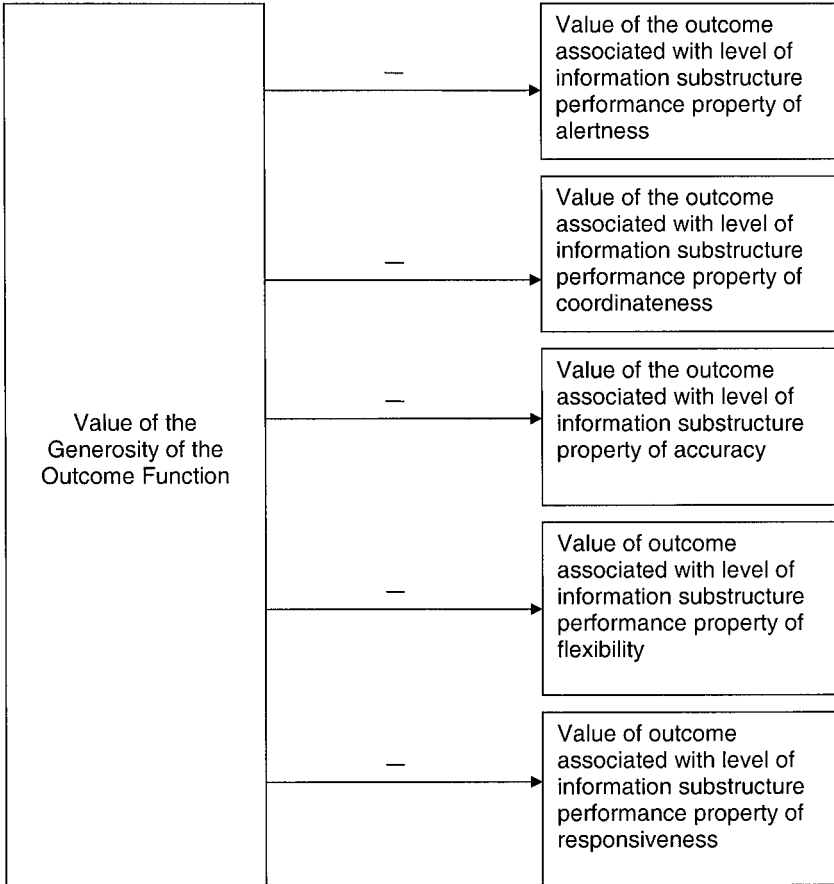 Value of the
Generosity of the
Outcome Function
—
Value of the outcome
associated with level of
information substructure
performance property of
alertness
—
Value of the outcome
associated with level of
information substructure
performance property of
coordinateness
—
Value of the outcome
associated with level of
information substructure
property of accuracy
—
Value of outcome
associated with level of
information substructure
performance property of
flexibility
—
Value of outcome
associated with level of
information substructure
performance property of
responsiveness